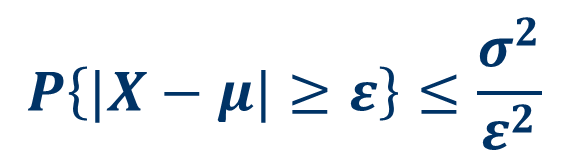 P{|X − μ| ≥ ε} ≤ σ²/ε²